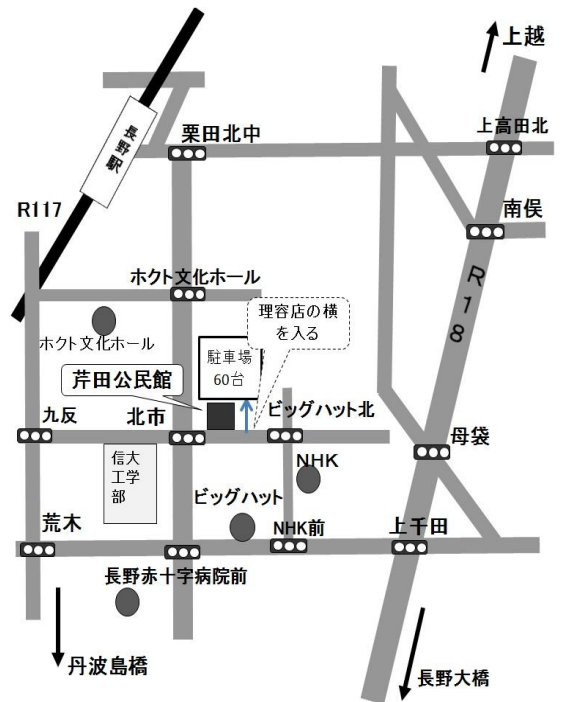 上越
上高田北
栗田北中
長野駅
R117
南俣
R18
ホクト文化ホール
理容店の横
を入る
ホクト文化ホール
駐車場
60台
芹田公民館
九反
北市
ビッグハット北
母袋
信大
工学
部
NHK
ビッグハット
荒木
NHK前
上千田
長野赤十字病院前
丹波島橋
長野大橋